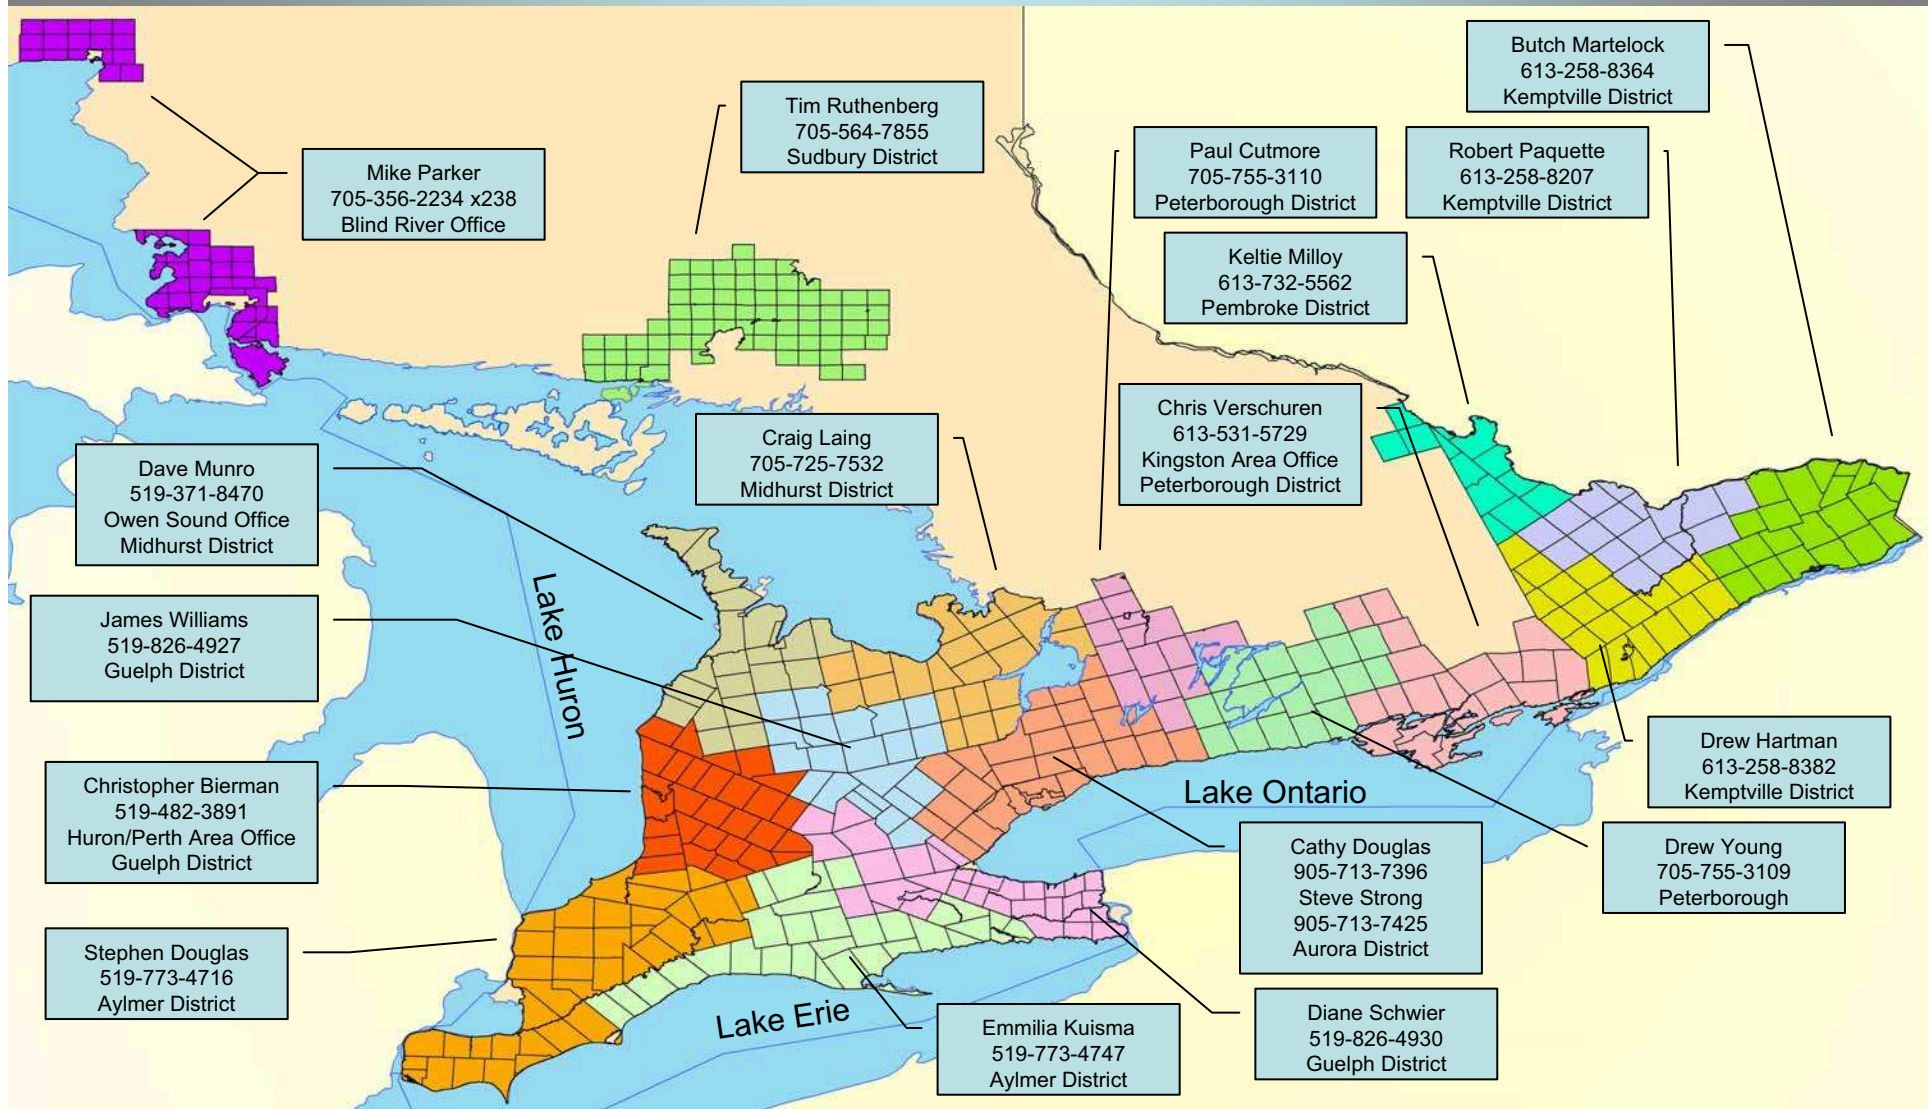 Butch Martelock
613-258-8364
Kemptville District
Tim Ruthenberg
705-564-7855
Sudbury District
Paul Cutmore
705-755-3110
Peterborough District
Robert Paquette
613-258-8207
Kemptville District
Mike Parker
705-356-2234 x238
Blind River Office
Keltie Milloy
613-732-5562
Pembroke District
Chris Verschuren
613-531-5729
Kingston Area Office
Peterborough District
Craig Laing
705-725-7532
Midhurst District
Dave Munro
519-371-8470
Owen Sound Office
Midhurst District
James Williams
519-826-4927
Guelph District
Lake Huron
Christopher Bierman
519-482-3891
Huron/Perth Area Office
Guelph District
Lake Ontario
Drew Hartman
613-258-8382
Kemptville District
Cathy Douglas
905-713-7396
Steve Strong
905-713-7425
Aurora District
Drew Young
705-755-3109
Peterborough
Stephen Douglas
519-773-4716
Aylmer District
Lake Erie
Emmilia Kuisma
519-773-4747
Aylmer District
Diane Schwier
519-826-4930
Guelph District